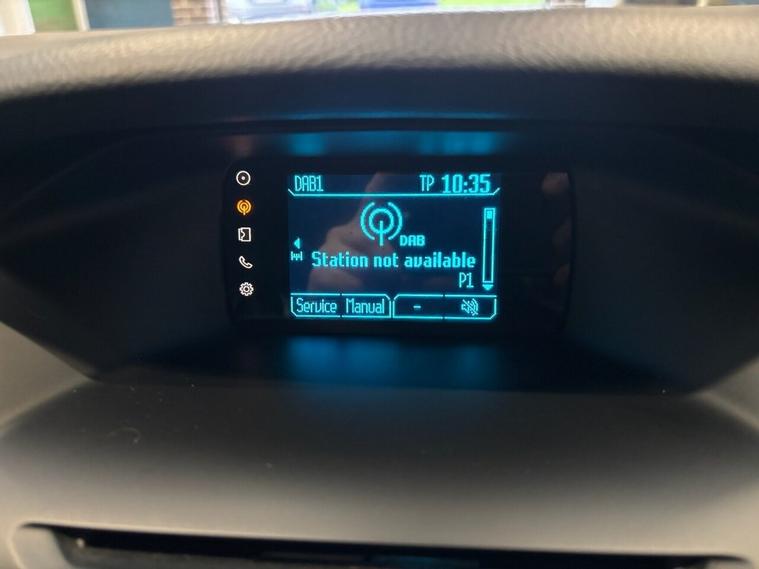 DAB1 TP 10:35
DAB
Station not available
P1
Service Manual -